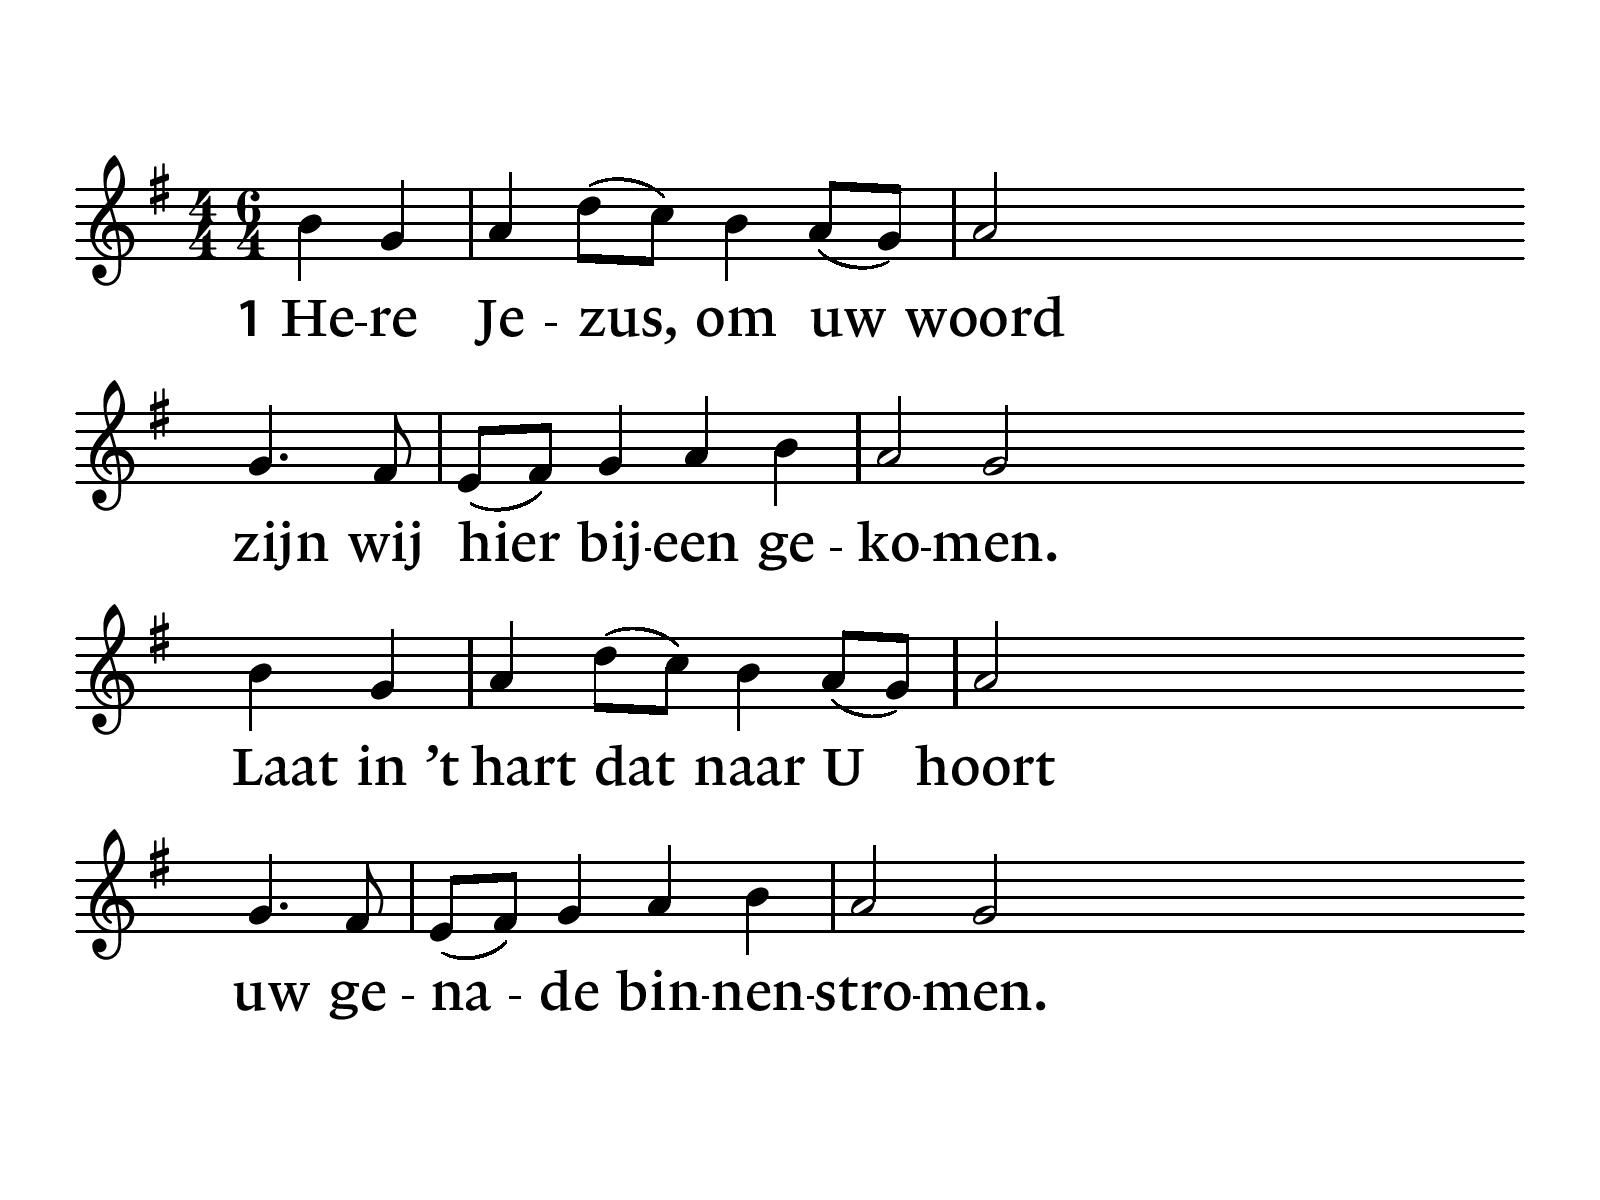 1 He-re Je - zus, om uw woord
zijn wij hier bij-een ge - ko-men.
Laat in ’t hart dat naar U hoort
uw ge - na - de bin-nen-stro-men.